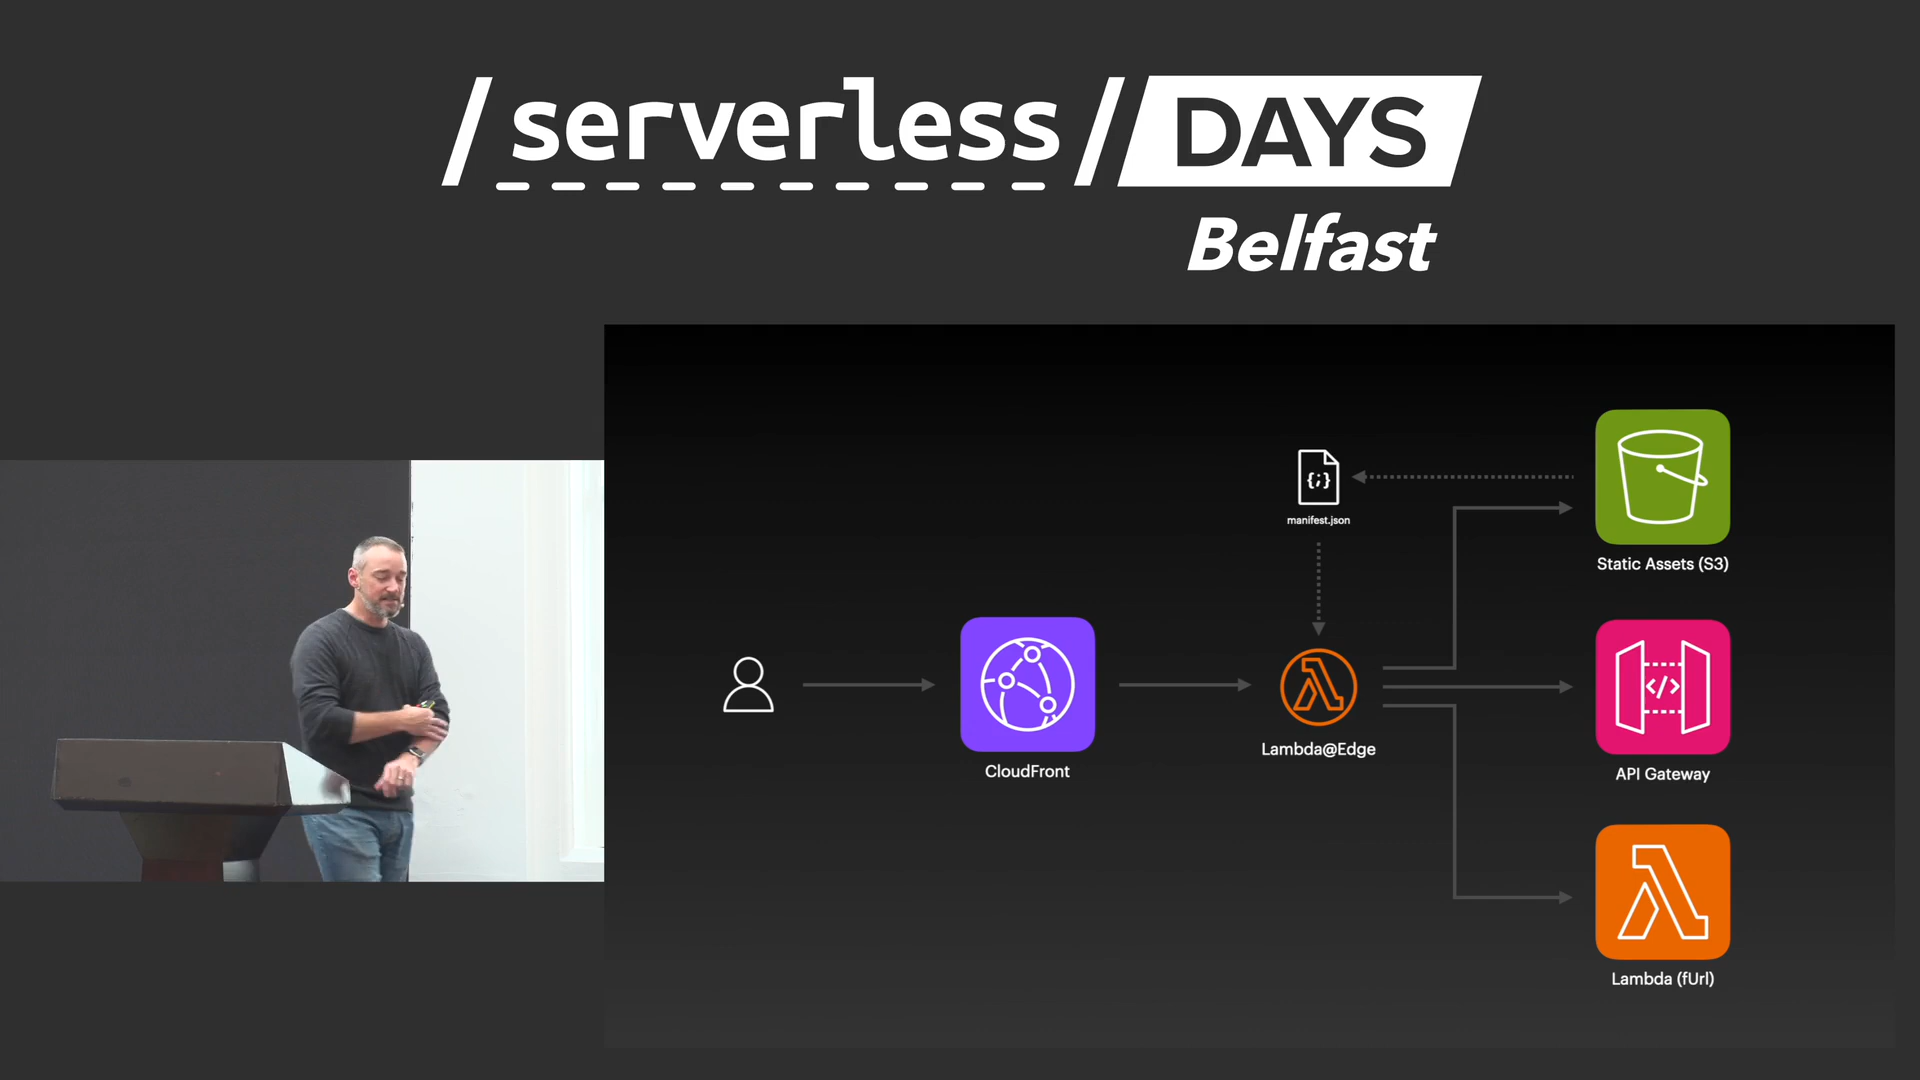 /serverless/DAYS
Belfast
{;}
manifest.json
Static Assets (S3)
</>
CloudFront
Lambda@Edge
API Gateway
Lambda (fUrl)